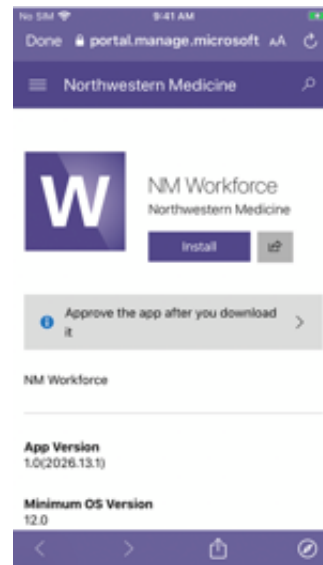 No SIM 9:41 AM
Done portal.manage.microsoft AA
Northwestern Medicine
W
NM Workforce
Northwestern Medicine
Install
Approve the app after you download
it
NM Workforce
App Version
1.0(2026.13.1)
Minimum OS Version
12.0